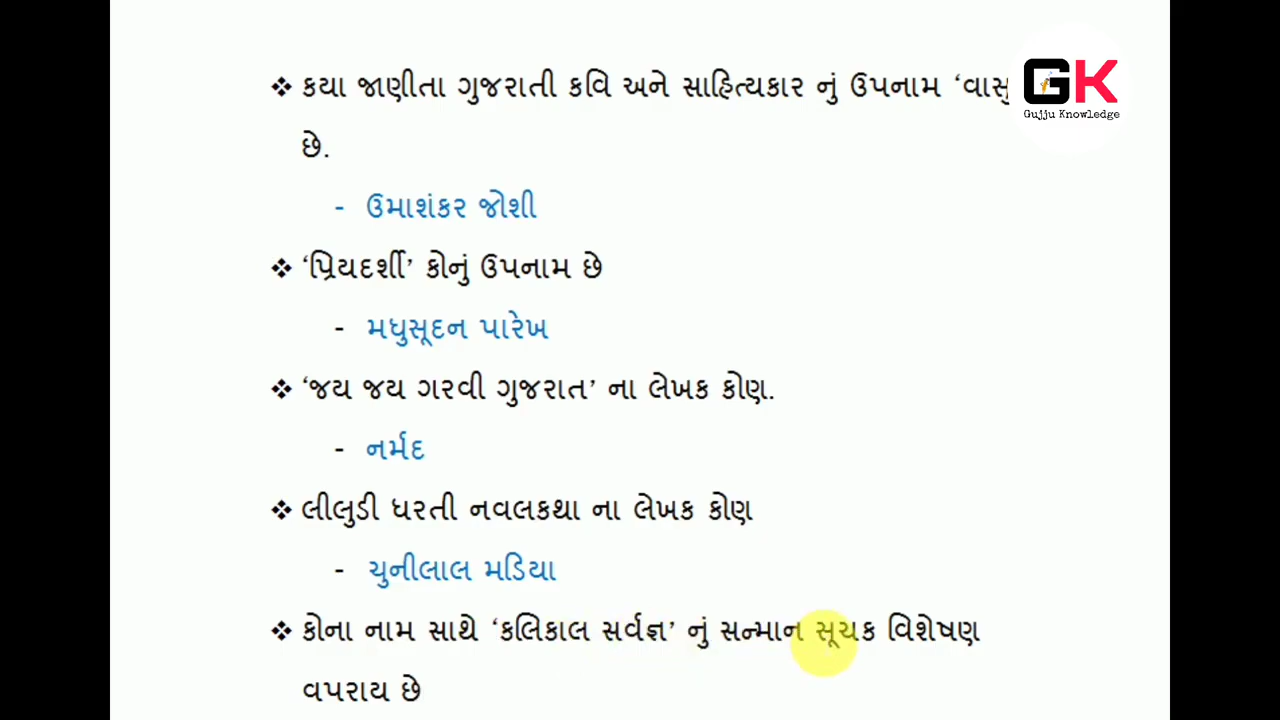 ❖ કયા જાણીતા ગુજરાતી કવિ અને સાહિત્યકાર નું ઉપનામ ‘વાસુ
GK
Gujju Knowledge
છે.
- ઉમાશંકર જોશી
❖ ‘પ્રિયદર્શી’ કોનું ઉપનામ છે
- મધુસૂદન પારેખ
❖ ‘જય જય ગરવી ગુજરાત’ ના લેખક કોણ.
- નર્મદ
❖ લીલુડી ધરતી નવલકથા ના લેખક કોણ
- ચુનીલાલ મડિયા
❖ કોના નામ સાથે ‘કલિકાલ સર્વજ્ઞ’ નું સન્માન સૂચક વિશેષણ
વપરાય છે